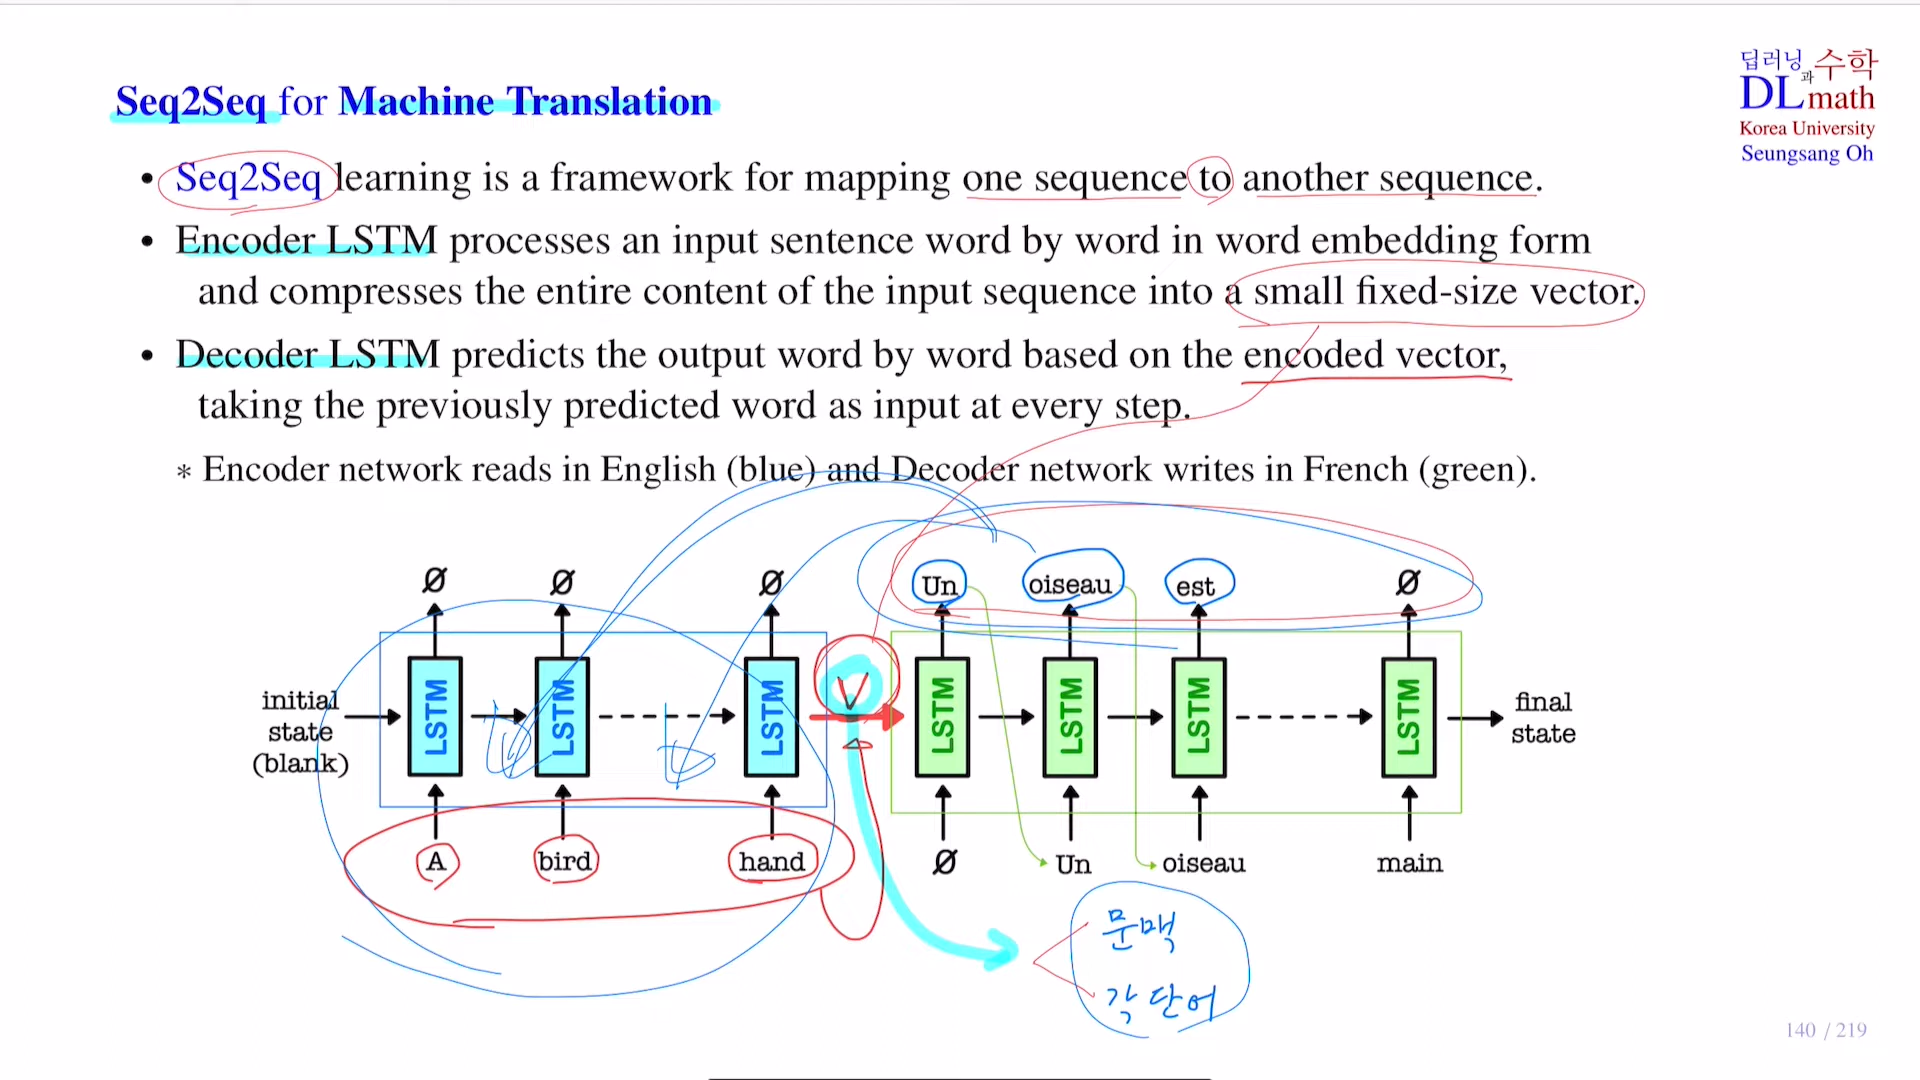 딥러닝과 수학
DL math
Korea University
Seungsang Oh
Seq2Seq for Machine Translation
• Seq2Seq learning is a framework for mapping one sequence to another sequence.
• Encoder LSTM processes an input sentence word by word in word embedding form
and compresses the entire content of the input sequence into a small fixed-size vector.
• Decoder LSTM predicts the output word by word based on the encoded vector,
taking the previously predicted word as input at every step.
* Encoder network reads in English (blue) and Decoder network writes in French (green).
Ø Ø Ø Un oiseau est Ø
initial
state
(blank)
LSTM LSTM LSTM V LSTM LSTM LSTM LSTM
final
state
A bird hand Ø Un oiseau main
문맥
각 단어
140 / 219